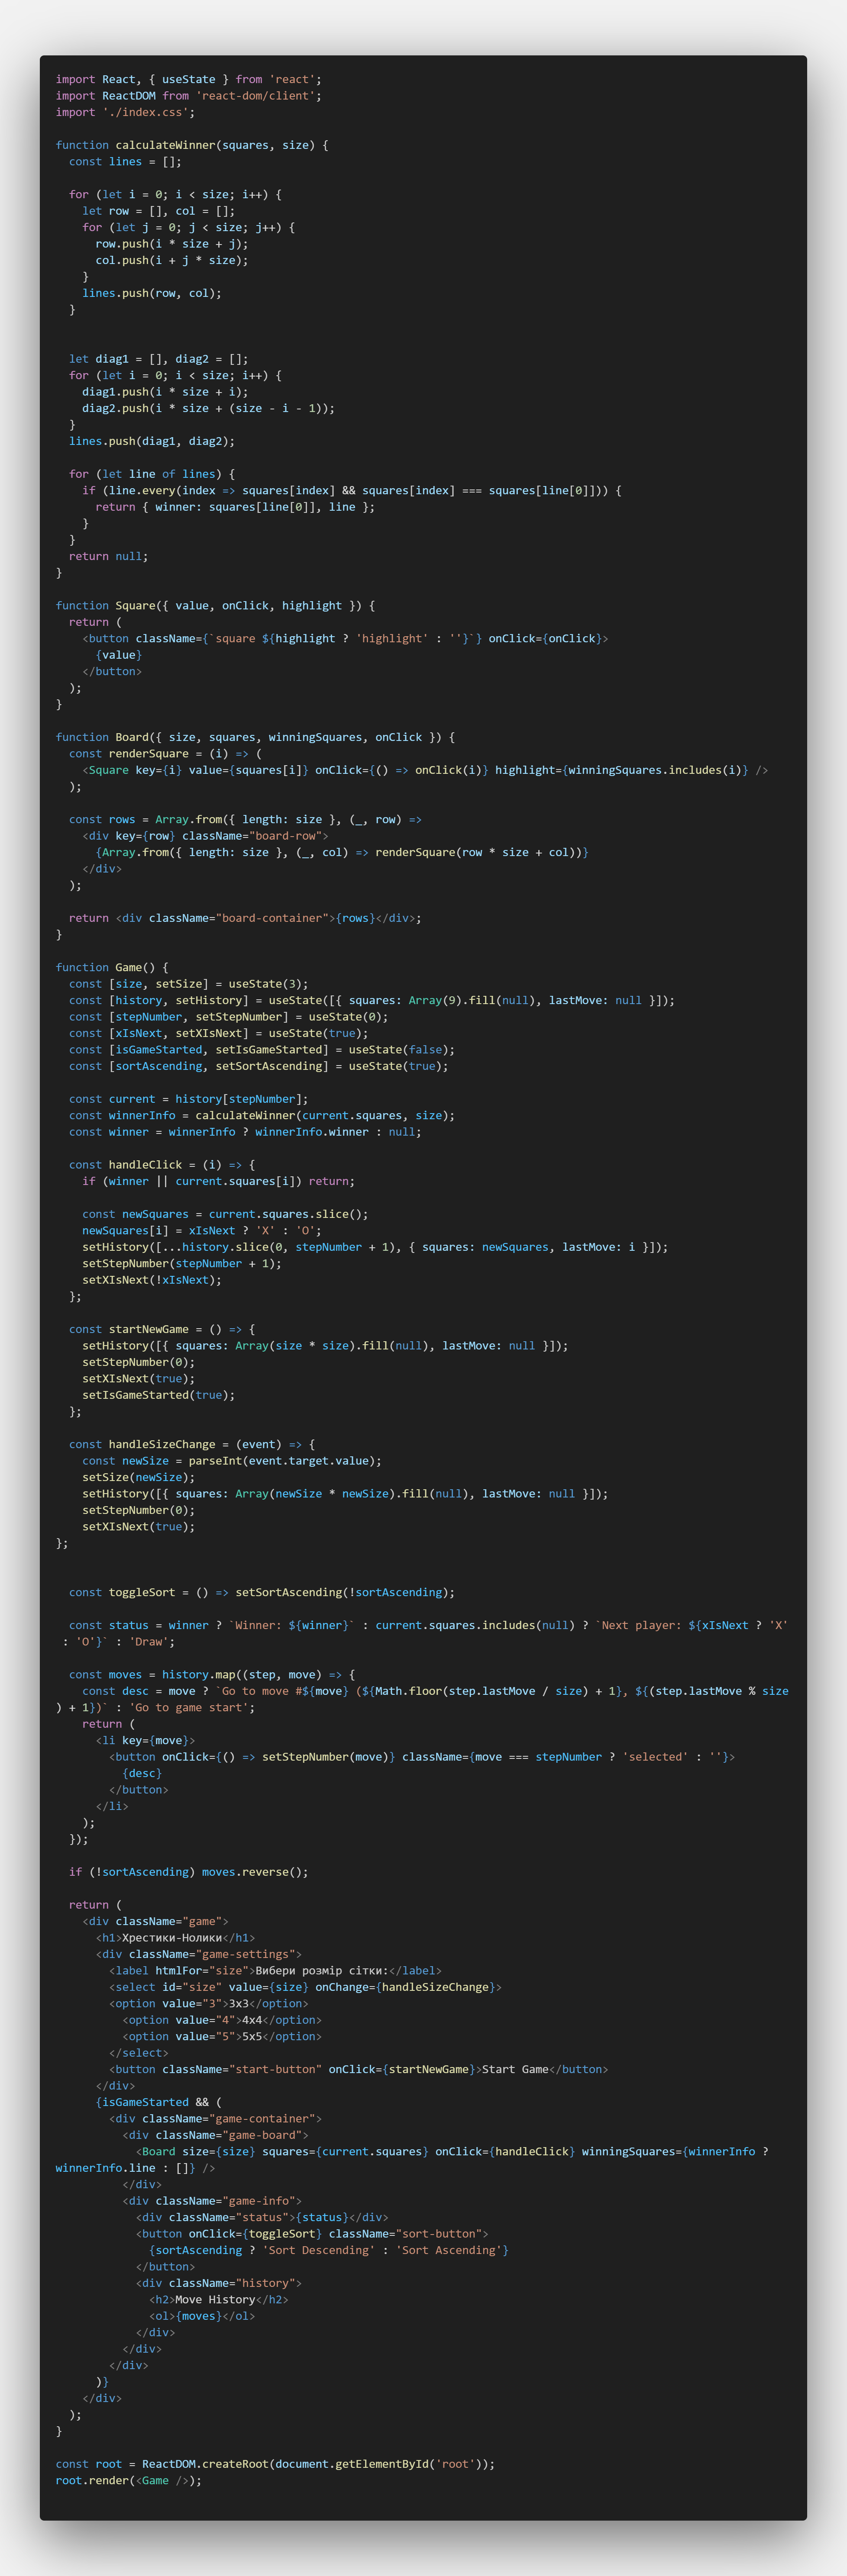 import React, { useState } from 'react';
import ReactDOM from 'react-dom/client';
import './index.css';

function calculateWinner(squares, size) {
  const lines = [];

  for (let i = 0; i < size; i++) {
    let row = [], col = [];
    for (let j = 0; j < size; j++) {
      row.push(i * size + j);
      col.push(i + j * size);
    }
    lines.push(row, col);
  }


  let diag1 = [], diag2 = [];
  for (let i = 0; i < size; i++) {
    diag1.push(i * size + i);
    diag2.push(i * size + (size - i - 1));
  }
  lines.push(diag1, diag2);

  for (let line of lines) {
    if (line.every(index => squares[index] && squares[index] === squares[line[0]])) {
      return { winner: squares[line[0]], line };
    }
  }
  return null;
}

function Square({ value, onClick, highlight }) {
  return (
    <button className={`square ${highlight ? 'highlight' : ''}`} onClick={onClick}>
      {value}
    </button>
  );
}

function Board({ size, squares, winningSquares, onClick }) {
  const renderSquare = (i) => (
    <Square key={i} value={squares[i]} onClick={() => onClick(i)} highlight={winningSquares.includes(i)} />
  );

  const rows = Array.from({ length: size }, (_, row) =>
    <div key={row} className="board-row">
      {Array.from({ length: size }, (_, col) => renderSquare(row * size + col))}
    </div>
  );

  return <div className="board-container">{rows}</div>;
}

function Game() {
  const [size, setSize] = useState(3);
  const [history, setHistory] = useState([{ squares: Array(9).fill(null), lastMove: null }]);
  const [stepNumber, setStepNumber] = useState(0);
  const [xIsNext, setXIsNext] = useState(true);
  const [isGameStarted, setIsGameStarted] = useState(false);
  const [sortAscending, setSortAscending] = useState(true);

  const current = history[stepNumber];
  const winnerInfo = calculateWinner(current.squares, size);
  const winner = winnerInfo ? winnerInfo.winner : null;

  const handleClick = (i) => {
    if (winner || current.squares[i]) return;

    const newSquares = current.squares.slice();
    newSquares[i] = xIsNext ? 'X' : 'O';
    setHistory([...history.slice(0, stepNumber + 1), { squares: newSquares, lastMove: i }]);
    setStepNumber(stepNumber + 1);
    setXIsNext(!xIsNext);
  };

  const startNewGame = () => {
    setHistory([{ squares: Array(size * size).fill(null), lastMove: null }]);
    setStepNumber(0);
    setXIsNext(true);
    setIsGameStarted(true);
  };

  const handleSizeChange = (event) => {
    const newSize = parseInt(event.target.value);
    setSize(newSize);
    setHistory([{ squares: Array(newSize * newSize).fill(null), lastMove: null }]);
    setStepNumber(0);
    setXIsNext(true);
};


  const toggleSort = () => setSortAscending(!sortAscending);

  const status = winner ? `Winner: ${winner}` : current.squares.includes(null) ? `Next player: ${xIsNext ? 'X'
 : 'O'}` : 'Draw';

  const moves = history.map((step, move) => {
    const desc = move ? `Go to move #${move} (${Math.floor(step.lastMove / size) + 1}, ${(step.lastMove % size
) + 1})` : 'Go to game start';
    return (
      <li key={move}>
        <button onClick={() => setStepNumber(move)} className={move === stepNumber ? 'selected' : ''}>
          {desc}
        </button>
      </li>
    );
  });

  if (!sortAscending) moves.reverse();

  return (
    <div className="game">
      <h1>Хрестики-Нолики</h1>
      <div className="game-settings">
        <label htmlFor="size">Вибери розмір сітки:</label>
        <select id="size" value={size} onChange={handleSizeChange}>
        <option value="3">3x3</option>
          <option value="4">4x4</option>
          <option value="5">5x5</option>
        </select>
        <button className="start-button" onClick={startNewGame}>Start Game</button>
      </div>
      {isGameStarted && (
        <div className="game-container">
          <div className="game-board">
            <Board size={size} squares={current.squares} onClick={handleClick} winningSquares={winnerInfo ?
winnerInfo.line : []} />
          </div>
          <div className="game-info">
            <div className="status">{status}</div>
            <button onClick={toggleSort} className="sort-button">
              {sortAscending ? 'Sort Descending' : 'Sort Ascending'}
            </button>
            <div className="history">
              <h2>Move History</h2>
              <ol>{moves}</ol>
            </div>
          </div>
        </div>
      )}
    </div>
  );
}

const root = ReactDOM.createRoot(document.getElementById('root'));
root.render(<Game />);